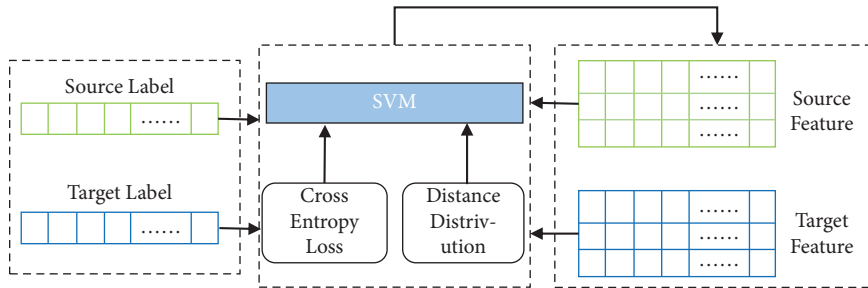 Source Label
......
Target Label
......
SVM
Cross
Entropy
Loss
Distance
Distriv-
ution
......
......
......
Source
Feature
......
......
......
Target
Feature